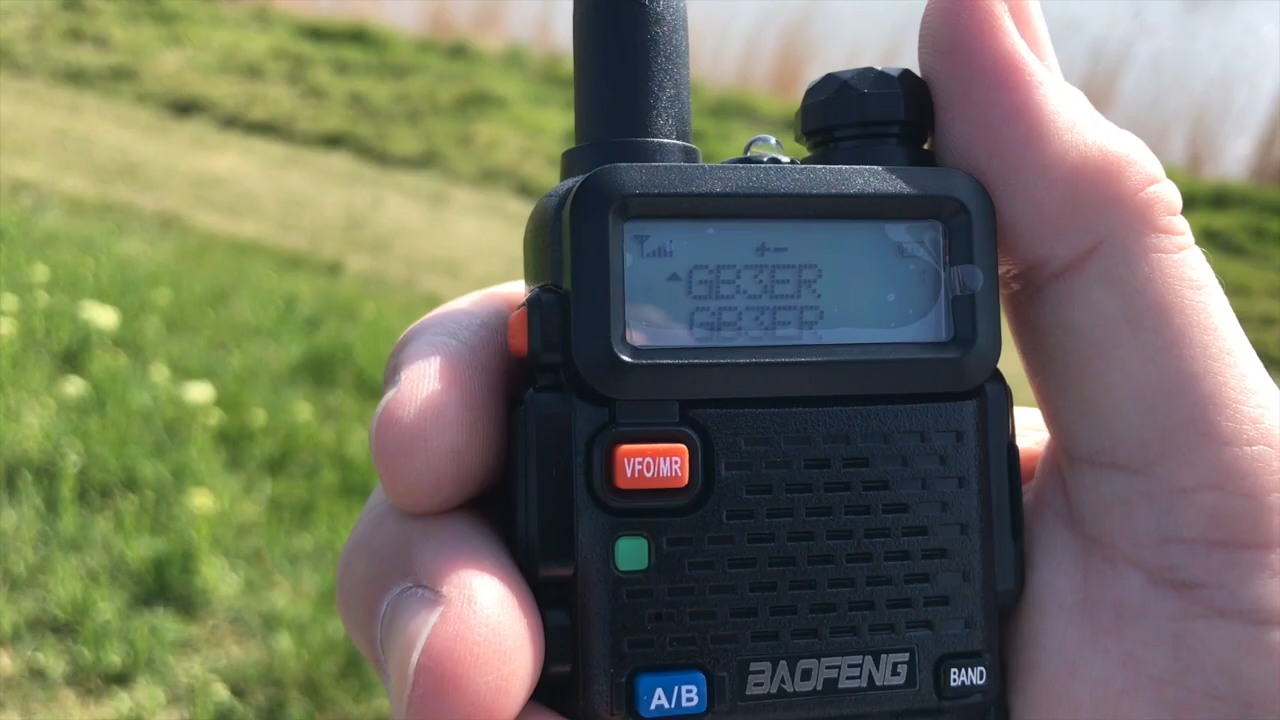 +-
GB3ER
GB3ER
VFO/MR
A/B
BAOFENG
BAND